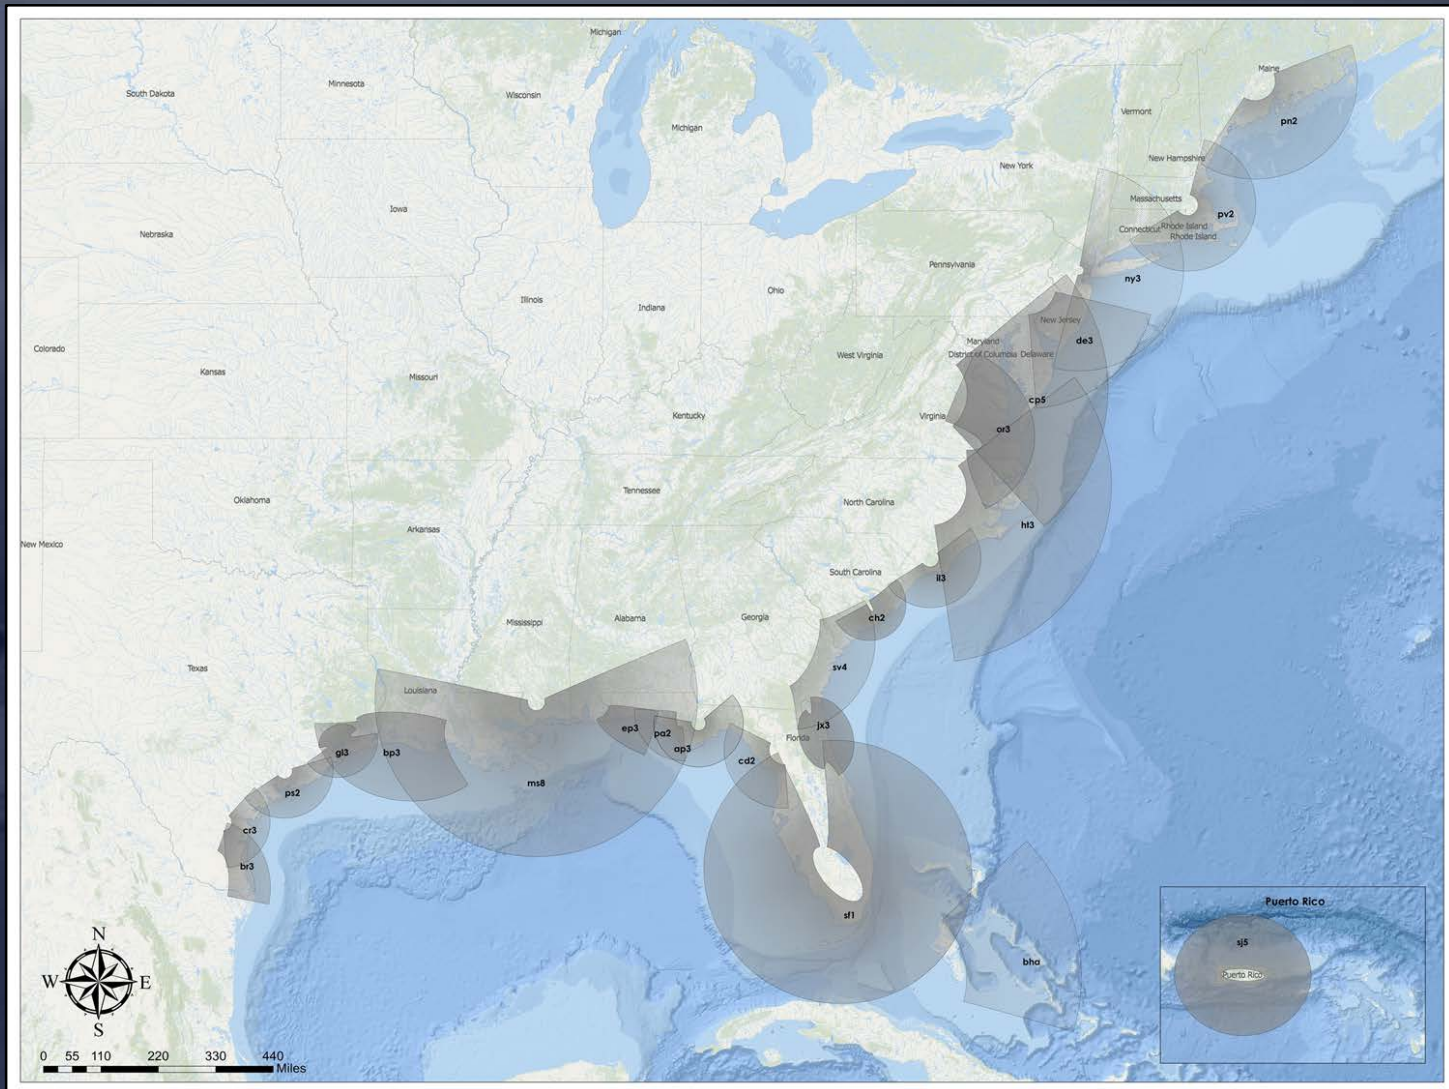 Michigan
Maine
South Dakota
Minnesota
Wisconsin
Vermont
pn2
Michigan
New Hampshire
New York
Massachusetts
Iowa
pv2
Connecticut
Rhode Island
Rhode Island
Nebraska
Pennsylvania
ny3
Ohio
Illinois
Indiana
New Jersey
de3
Maryland
Colorado
West Virginia
District of Columbia
Delaware
Kansas
Missouri
cp5
Kentucky
Virginia
or3
Tennessee
Oklahoma
North Carolina
ht3
Arkansas
New Mexico
South Carolina
il3
Mississippi
Alabama
Georgia
ch2
Texas
sv4
Louisiana
ep3
pa2
jx3
Florida
gl3
bp3
ap3
cd2
ms8
ps2
cr3
br3
sf1
Puerto Rico
N
sj5
bha
W
E
Puerto Rico
S
0 55 110 220 330 440
Miles